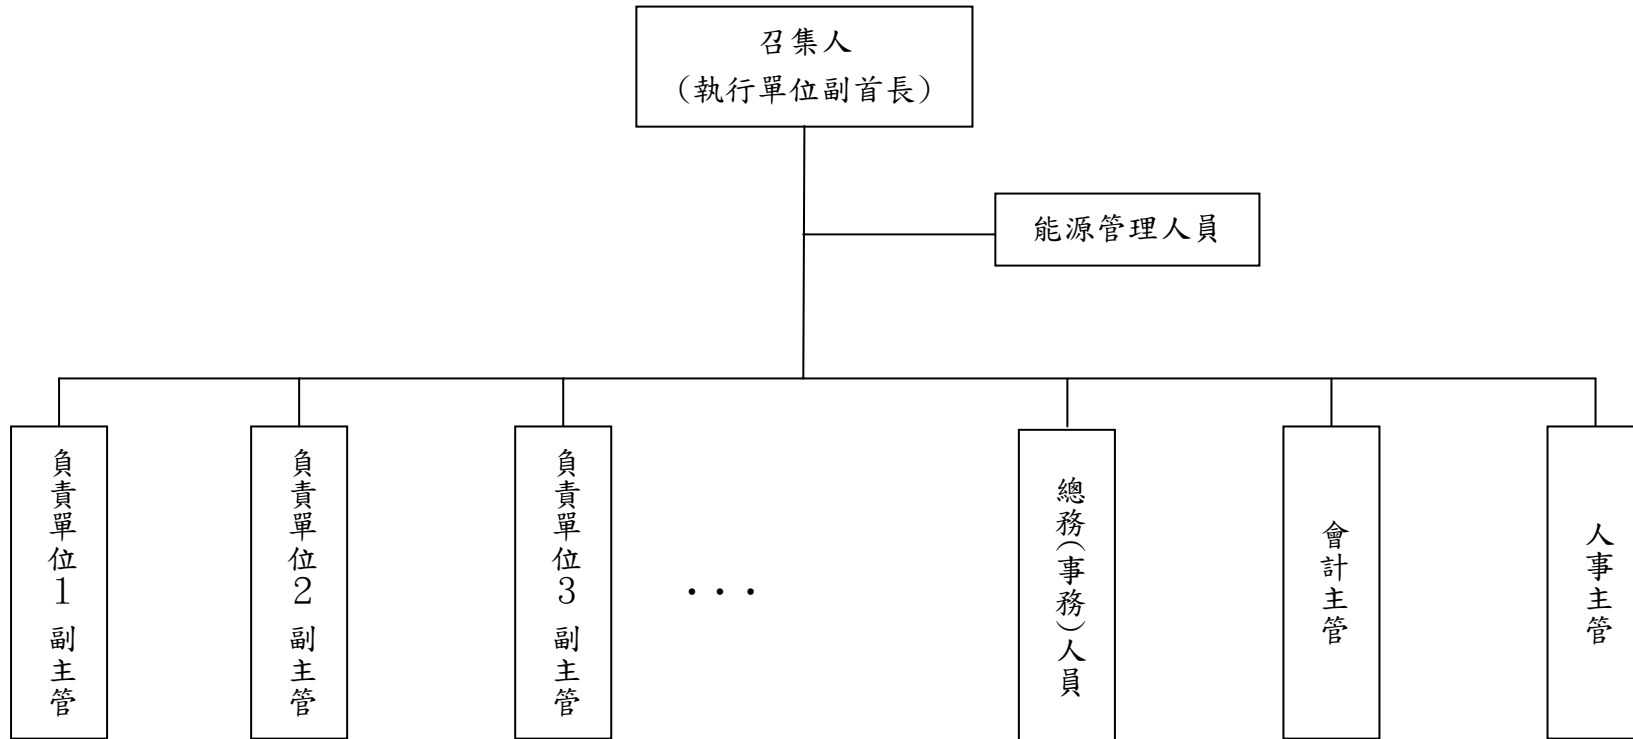 召集人
（執行單位副首長）
能源管理人員
負責單位1 副主管
負責單位2 副主管
負責單位3 副主管
...
總務(事務)人員
會計主管
人事主管